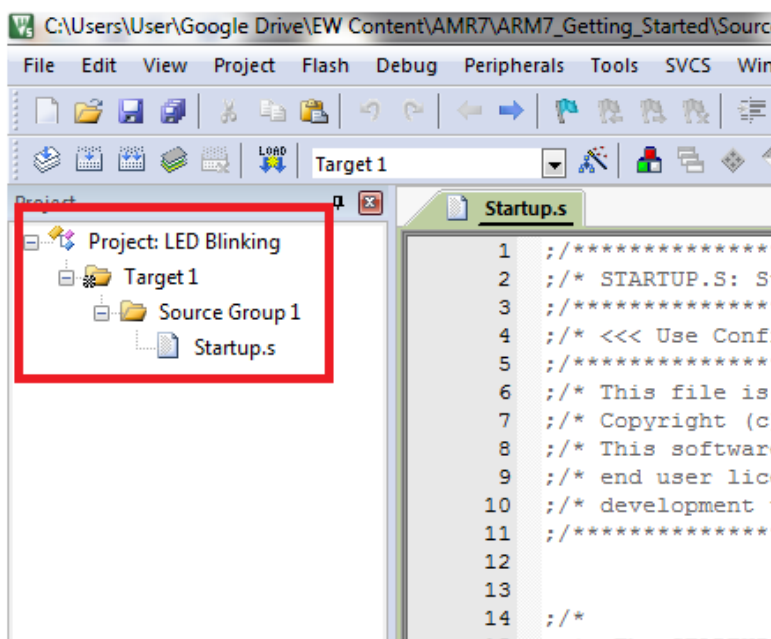 C:\Users\User\Google Drive\EW Content\AMR7\ARM7_Getting_Started\Sourc
File Edit View Project Flash Debug Peripherals Tools SVCS Win
LOAD
Target 1
Project
Startup.s
Project: LED Blinking
Target 1
Source Group 1
Startup.s
1 ;/**************
2 ;/* STARTUP.S: S
3 ;/**************
4 ;/* <<< Use Conf
5 ;/**************
6 ;/* This file is
7 ;/* Copyright (c
8 ;/* This softwar
9 ;/* end user lic
10 ;/* development
11 ;/**************
12
13
14 ;/*